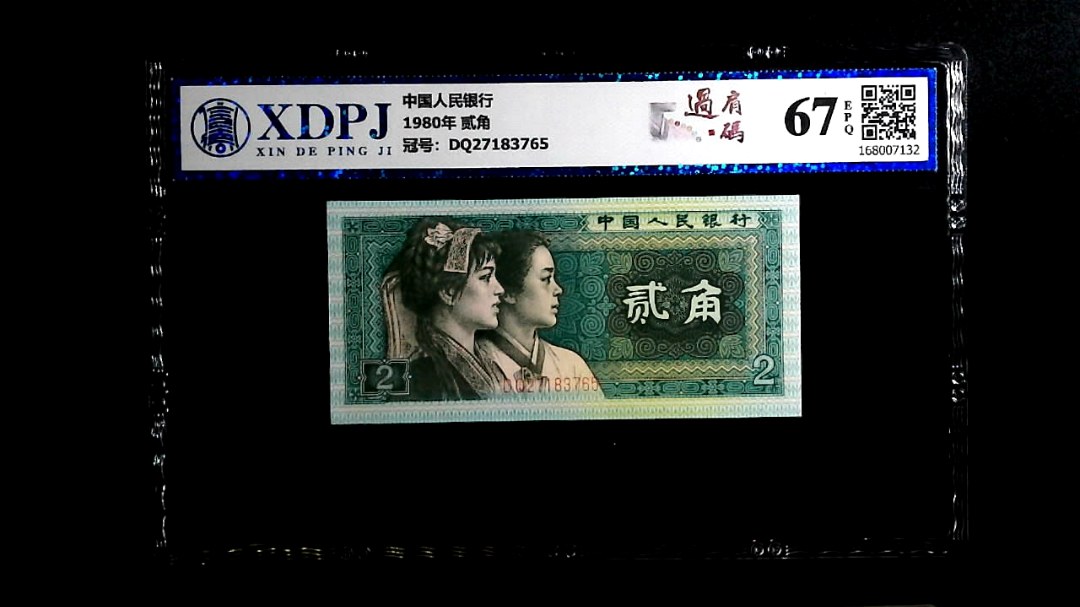 XDPJ
XIN DE PING JI
中国人民银行
1980年 贰角
冠号：DQ27183765
過肩碼
67
EPQ
168007132
中国人民银行
贰角
2
2
DQ27183765